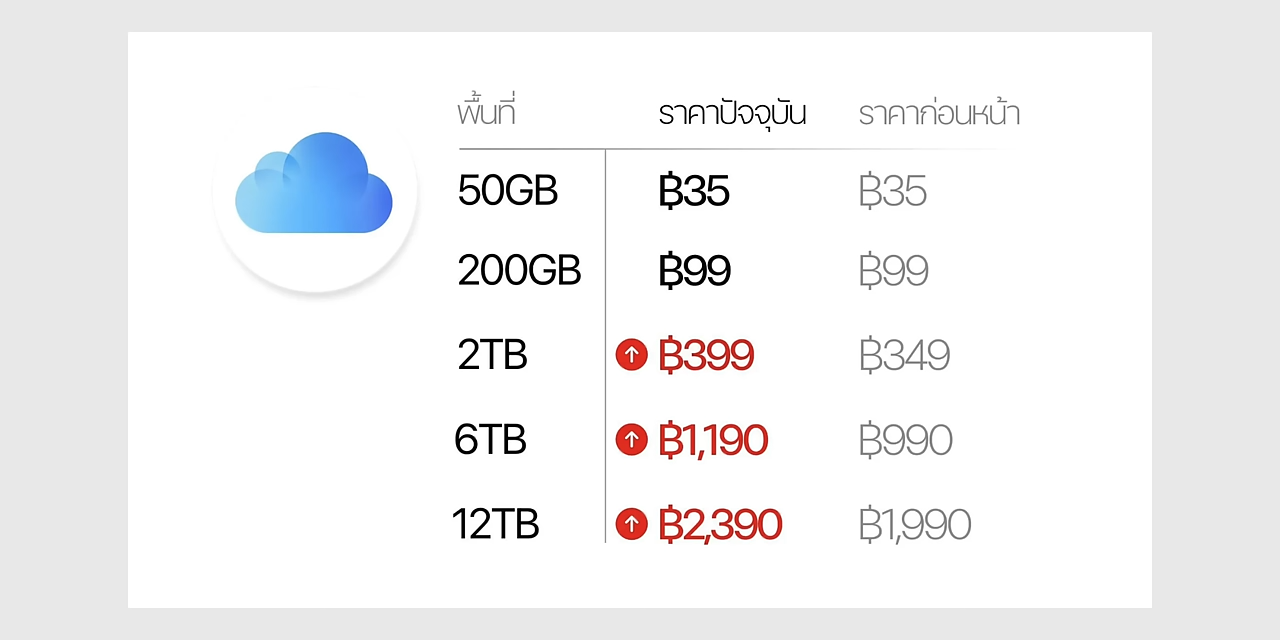 พื้นที่ ราคาปัจจุบัน ราคาก่อนหน้า
50GB ฿35 ฿35
200GB ฿99 ฿99
2TB ฿399 ฿349
6TB ฿1,190 ฿990
12TB ฿2,390 ฿1,990